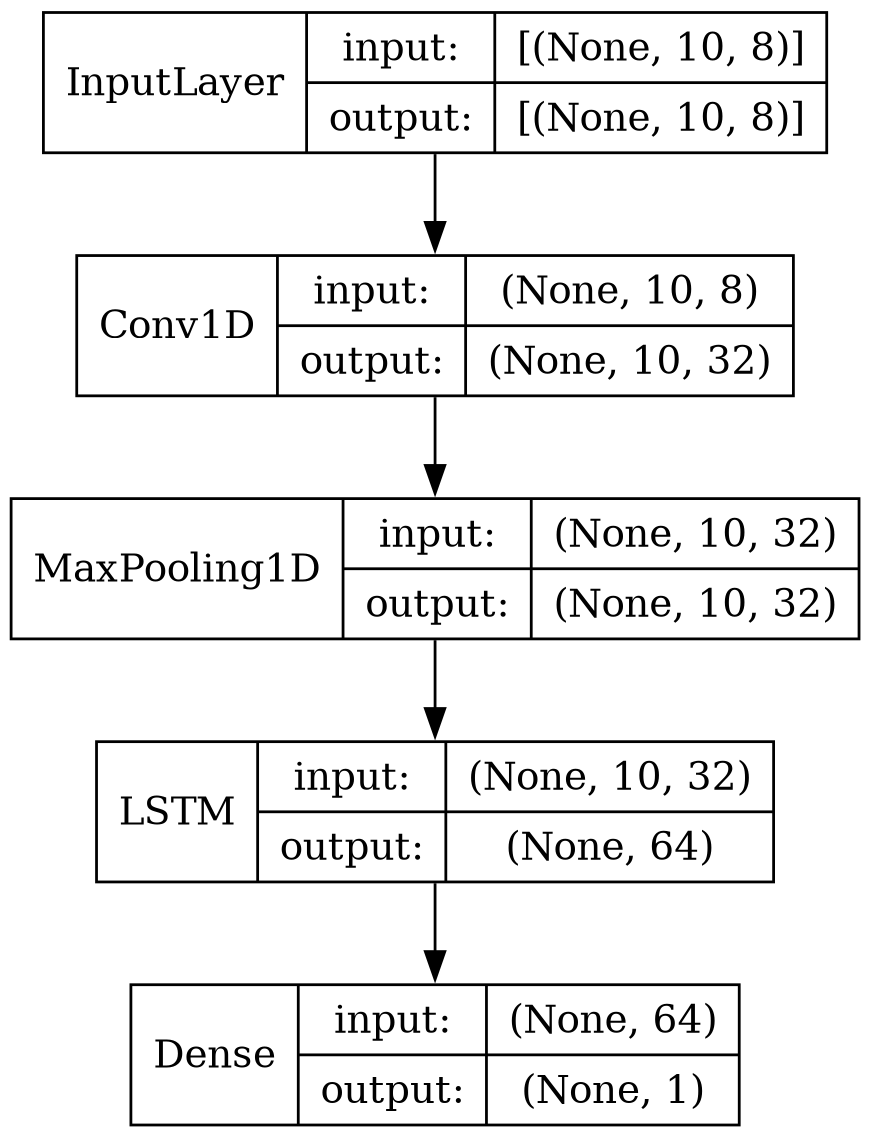 InputLayer
input:
[(None, 10, 8)]
output:
[(None, 10, 8)]
Conv1D
input:
(None, 10, 8)
output:
(None, 10, 32)
MaxPooling1D
input:
(None, 10, 32)
output:
(None, 10, 32)
LSTM
input:
(None, 10, 32)
output:
(None, 64)
Dense
input:
(None, 64)
output:
(None, 1)